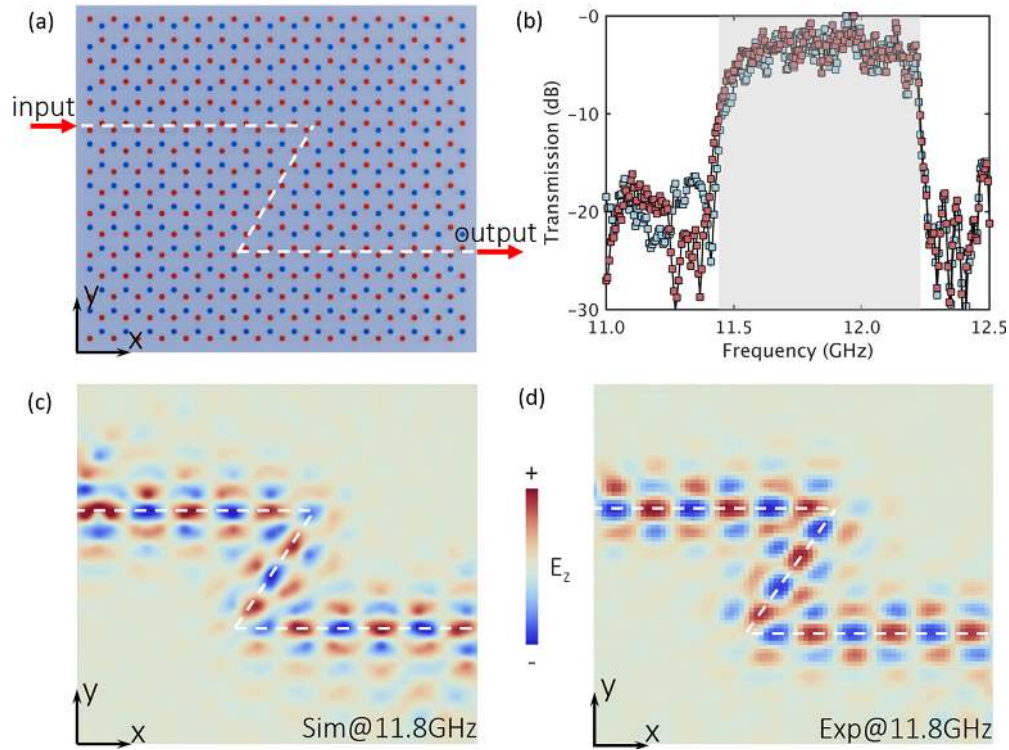 (a)
input
output
y
x
(b)
Transmission (dB)
-0
-10
-20
-30
11.0
11.5
12.0
12.5
Frequency (GHz)
(c)
y
x
Sim@11.8GHz
+
E_z
-
(d)
y
x
Exp@11.8GHz